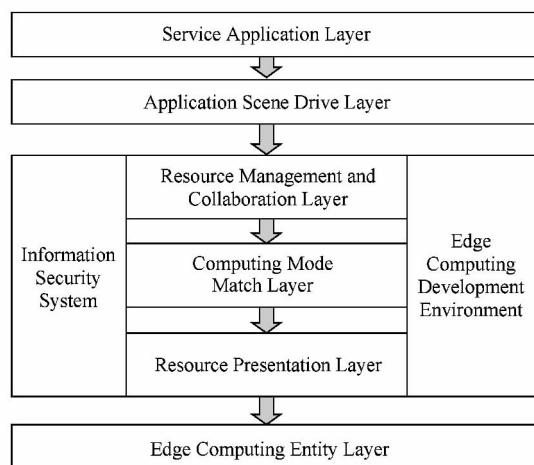 Service Application Layer
Application Scene Drive Layer
Information
Security
System
Resource Management and
Collaboration Layer
Computing Mode
Match Layer
Resource Presentation Layer
Edge
Computing
Development
Environment
Edge Computing Entity Layer